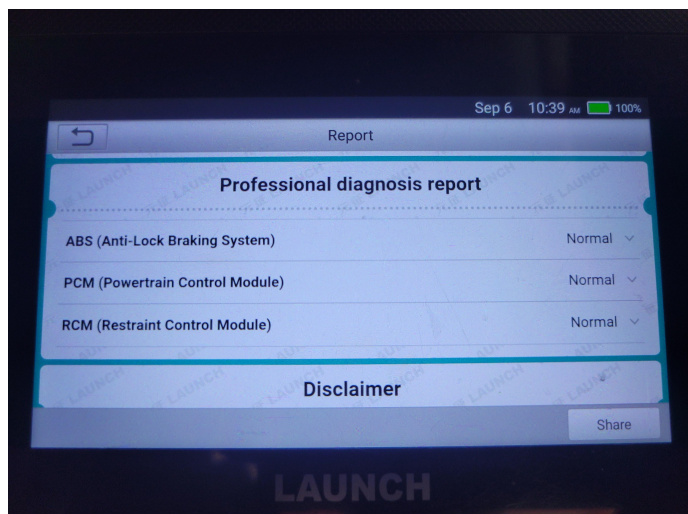 Sep 6 10:39 AM 100%
Report
Professional diagnosis report
ABS (Anti-Lock Braking System) Normal
PCM (Powertrain Control Module) Normal
RCM (Restraint Control Module) Normal
Disclaimer
Share
LAUNCH